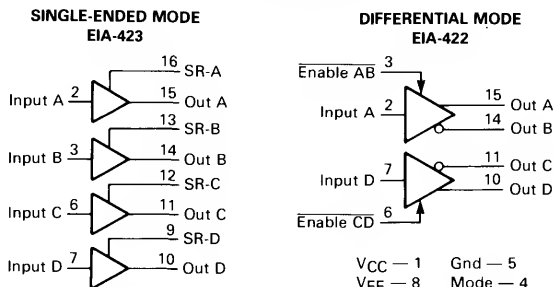 SINGLE-ENDED MODE
EIA-423
16 SR-A
Input A 2 15 Out A
13 SR-B
Input B 3 14 Out B
12 SR-C
Input C 6 11 Out C
9 SR-D
Input D 7 10 Out D
DIFFERENTIAL MODE
EIA-422
Enable AB 3
Input A 2 15 Out A
14 Out B
Input D 7 11 Out C
10 Out D
Enable CD 6
VCC — 1 Gnd — 5
VEE — 8 Mode — 4